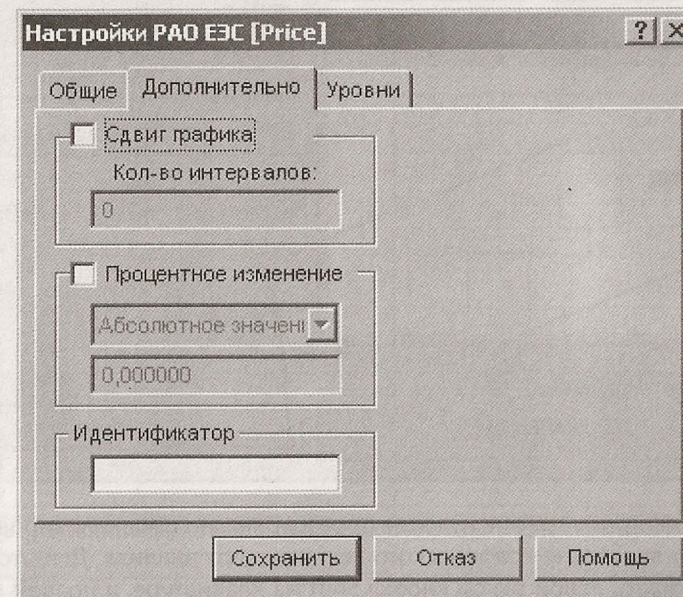 Настройки РАО ЕЭС [Price]
Общие Дополнительно Уровни
Сдвиг графика
Кол-во интервалов:
0
Процентное изменение
Абсолютное значени
0,000000
Идентификатор
Сохранить Отказ Помощь